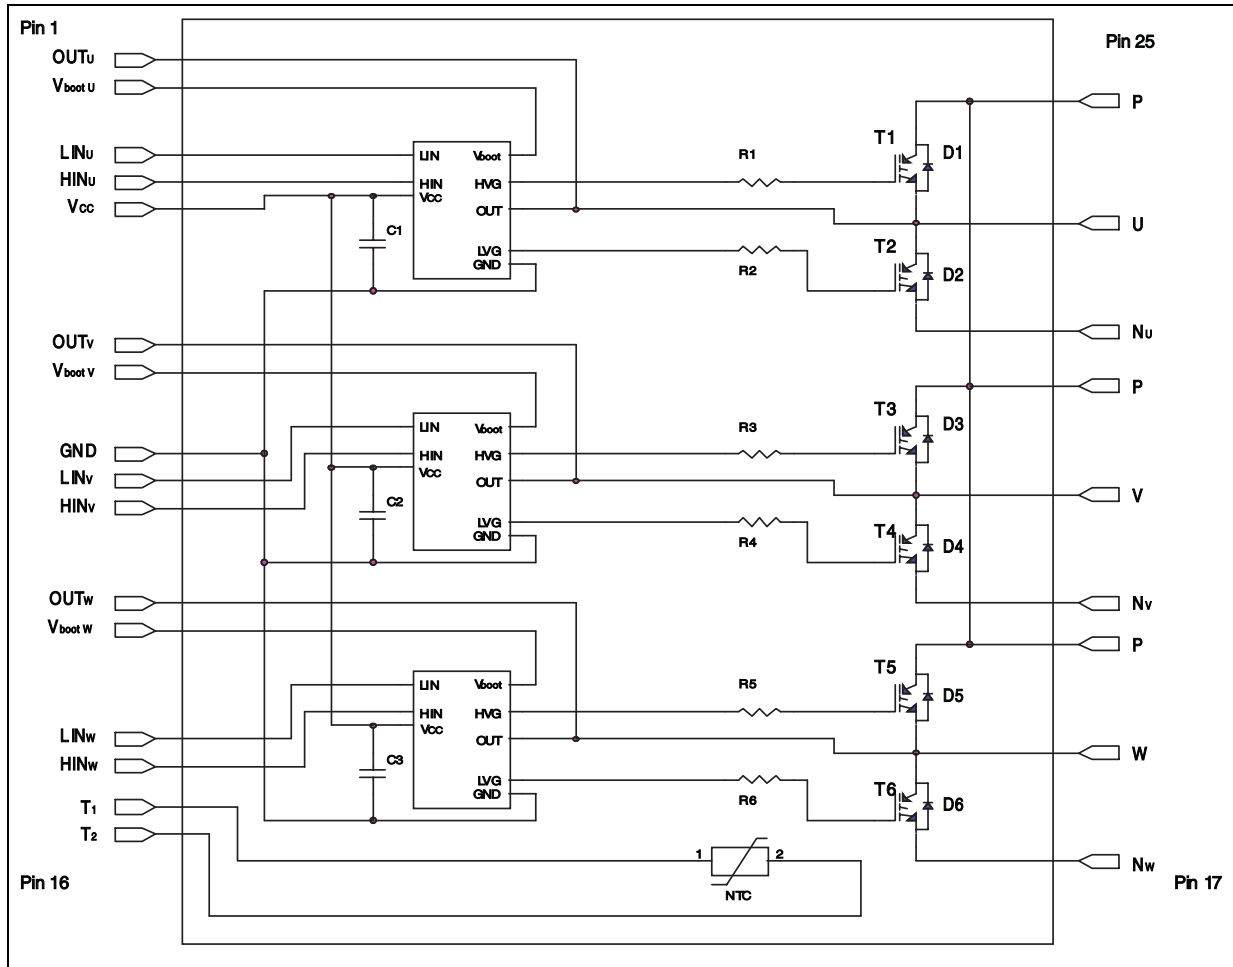 Pin 1
Pin 25
OUTU
Vboot U
P
LINU
HINU
VCC
LIN
HIN
Vcc
Vboot
HVG
OUT
LVG
GND
C1
R1
R2
T1
D1
U
T2
D2
NU
OUTV
Vboot V
P
GND
LINV
HINV
LIN
HIN
Vcc
Vboot
HVG
OUT
LVG
GND
C2
R3
R4
T3
D3
V
T4
D4
NV
OUTW
Vboot W
P
LINW
HINW
LIN
HIN
Vcc
Vboot
HVG
OUT
LVG
GND
C3
R5
R6
T5
D5
W
T6
D6
T1
T2
1
2
NTC
NW
Pin 16
Pin 17